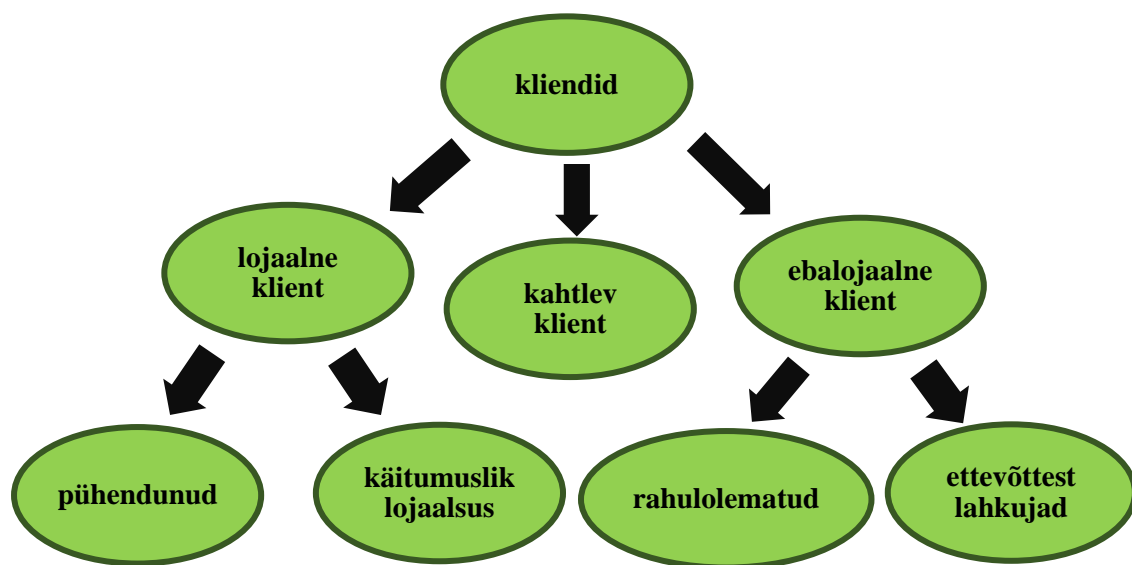 kliendid
lojaalne
klient
kahtlev
klient
ebalojaalne
klient
pühendunud
käitumuslik
lojaalsus
rahulolematud
ettevõttest
lahkujad